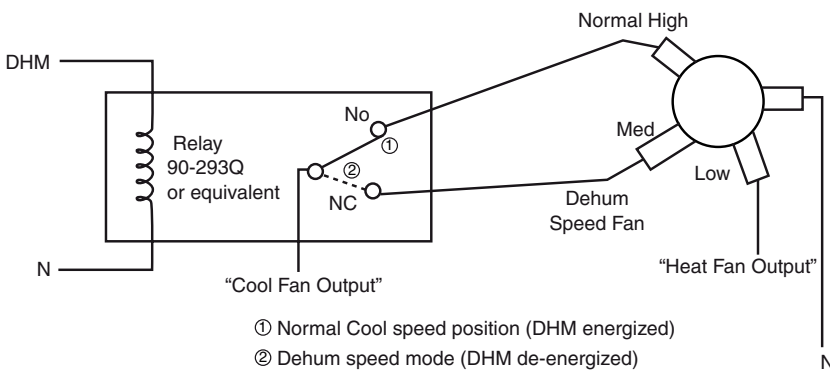 Normal High
DHM
No
①
Relay
90-293Q
or equivalent
②
NC
Med
Low
Dehum
Speed Fan
N
"Cool Fan Output"
"Heat Fan Output"
① Normal Cool speed position (DHM energized)
② Dehum speed mode (DHM de-energized)
N